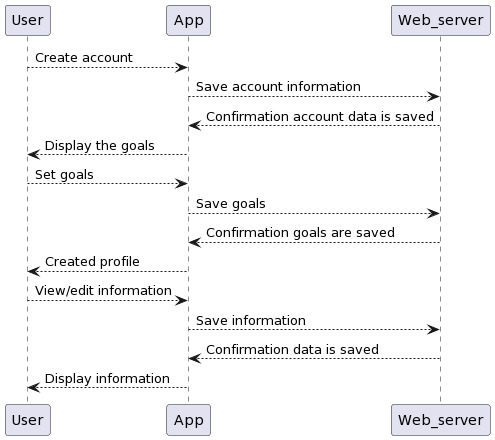 User App Web_server
Create account
Save account information
Confirmation account data is saved
Display the goals
Set goals
Save goals
Confirmation goals are saved
Created profile
View/edit information
Save information
Confirmation data is saved
Display information
User App Web_server